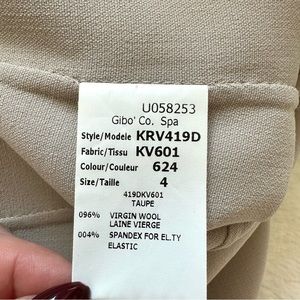 U058253
Gibo' Co. Spa
Style/Modele KRV419D
Fabric/Tissu KV601
Colour/Couleur 624
Size/Taille 4
419DKV601
TAUPE
096% VIRGIN WOOL
LAINE VIERGE
004% SPANDEX FOR EL.TY
ELASTIC